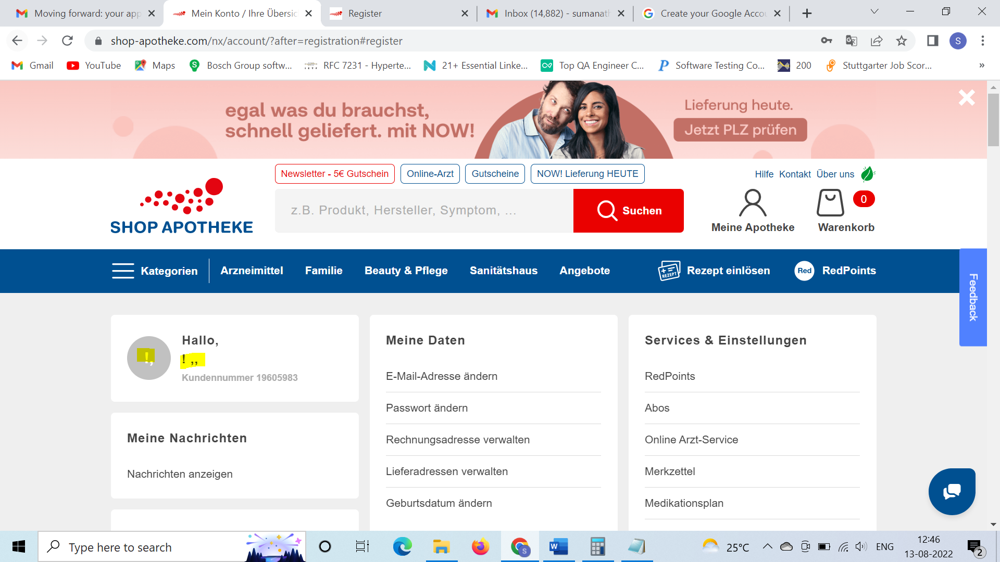 Moving forward: your app
Mein Konto / Ihre Übersic
Register
Inbox (14,882) - sumanath
Create your Google Accou
shop-apotheke.com/nx/account/?after=registration#register
S
Gmail
YouTube
Maps
Bosch Group softw...
RFC 7231 - Hyperte...
21+ Essential Linke...
Top QA Engineer C...
Software Testing Co...
200
Stuttgarter Job Scor...
»
egal was du brauchst,
schnell geliefert. mit NOW!
Lieferung heute.
Jetzt PLZ prüfen
Newsletter - 5€ Gutschein
Online-Arzt
Gutscheine
NOW! Lieferung HEUTE
Hilfe
Kontakt
Über uns
SHOP APOTHEKE
z.B. Produkt, Hersteller, Symptom, ...
Suchen
Meine Apotheke
0
Warenkorb
Kategorien
Arzneimittel
Familie
Beauty & Pflege
Sanitätshaus
Angebote
REZEPT
Rezept einlösen
Red
RedPoints
Feedback
!,
Hallo,
! ,,
Kundennummer 19605983
Meine Nachrichten
Nachrichten anzeigen
Meine Daten
E-Mail-Adresse ändern
Passwort ändern
Rechnungsadresse verwalten
Lieferadressen verwalten
Geburtsdatum ändern
Services & Einstellungen
RedPoints
Abos
Online Arzt-Service
Merkzettel
Medikationsplan
Type here to search
S
W
25°C
ENG
12:46
13-08-2022
2